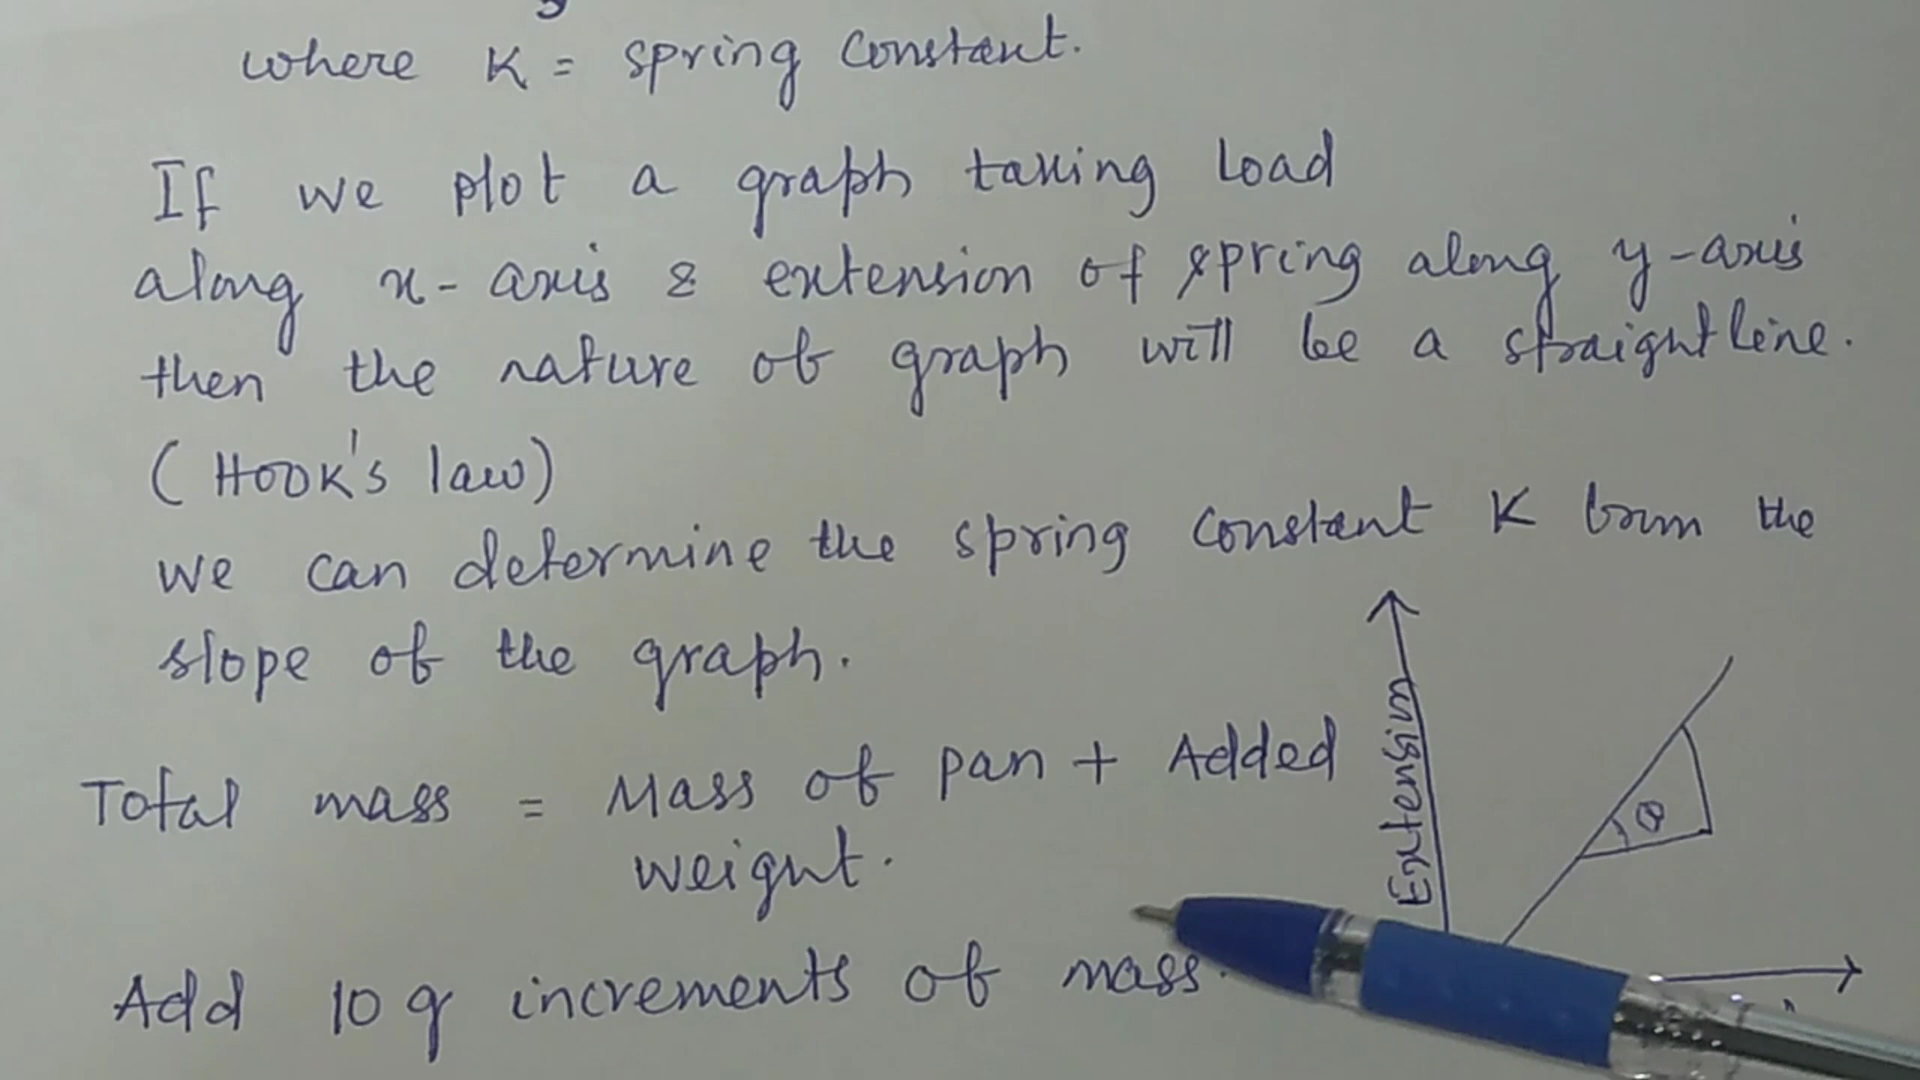 where K = spring constant.
If we plot a graph taking Load
along x-axis & extension of spring along y-axis
then the nature of graph will be a straightline.
(Hook's law)
we can determine the spring constant K from the
slope of the graph.
Total mass = Mass of pan + Added
weight.
Extension
θ
Add 10 g increments of mass.